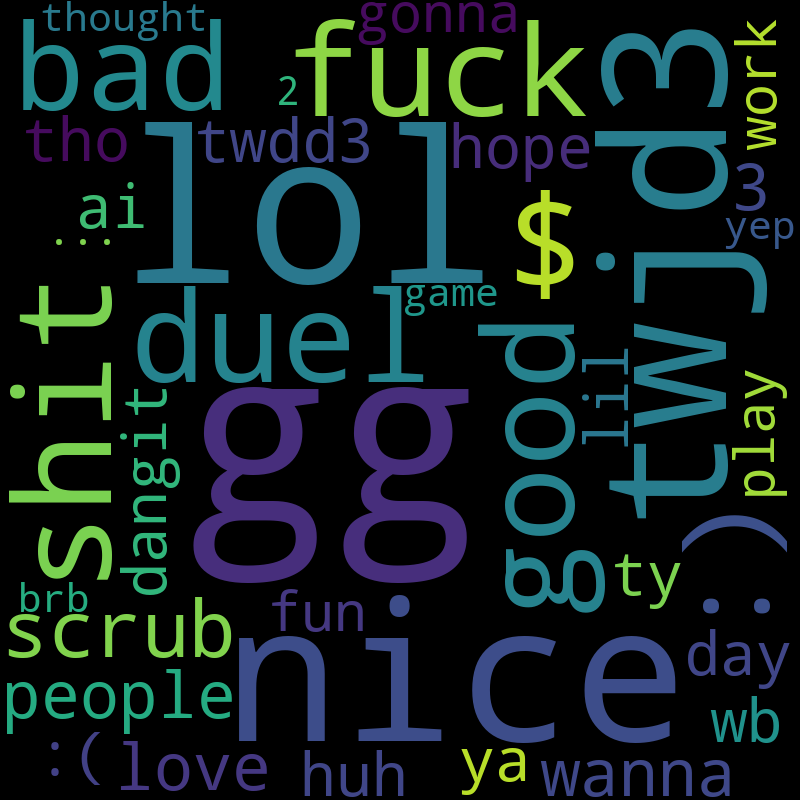 thought
gonna
bad
fuck
2
twjd3
work
tho
twdd3
hope
lol
3
ai
$
yep
...
shit
duel
game
good
lil
play
dangit
gg
:)
ty
brb
scrub
fun
nice
day
people
wb
:(
love
huh
ya
wanna